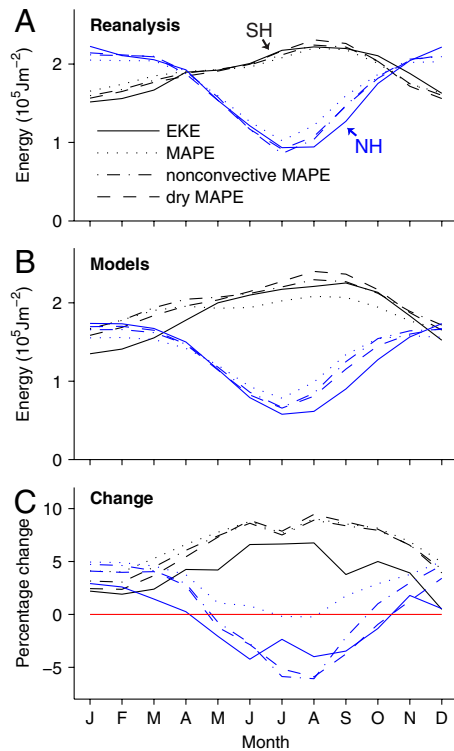 A Reanalysis
SH
2
1
0
Energy (10⁵Jm⁻²)
NH
EKE
MAPE
nonconvective MAPE
dry MAPE
B Models
2
1
0
Energy (10⁵Jm⁻²)
C Change
10
5
0
−5
Percentage change
J F M A M J J A S O N D
Month